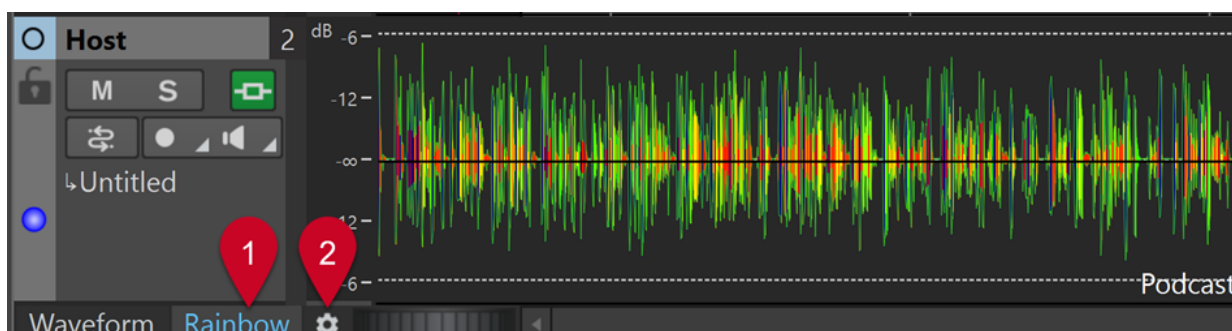 Host 2
dB -6
M S
-12
-∞
↳Untitled
12
1 2
-6
Podcast
Waveform Rainbow